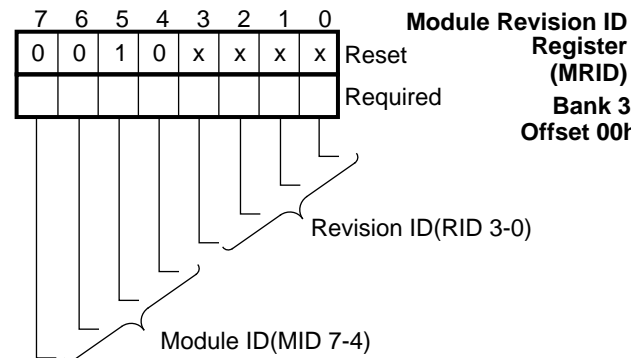 7 6 5 4 3 2 1 0
Module Revision ID
Register
(MRID)
0 0 1 0 x x x x Reset
Required
Bank 3
Offset 00h
Revision ID(RID 3-0)
Module ID(MID 7-4)